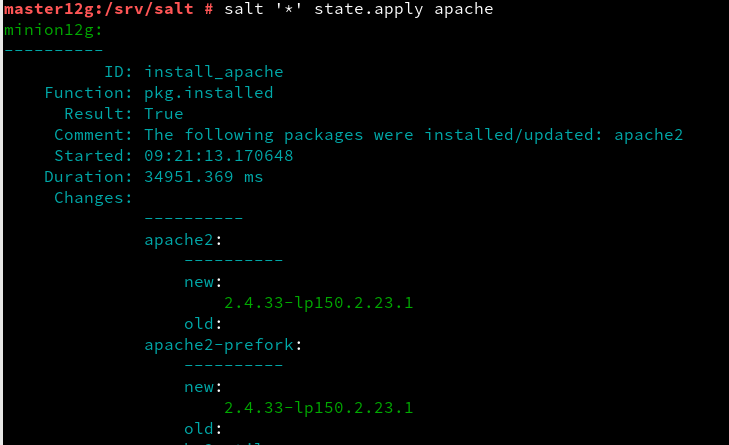 master12g:/srv/salt # salt '*' state.apply apache
minion12g:
----------
ID: install_apache
Function: pkg.installed
Result: True
Comment: The following packages were installed/updated: apache2
Started: 09:21:13.170648
Duration: 34951.369 ms
Changes:
----------
apache2:
----------
new:
2.4.33-lp150.2.23.1
old:
apache2-prefork:
----------
new:
2.4.33-lp150.2.23.1
old: